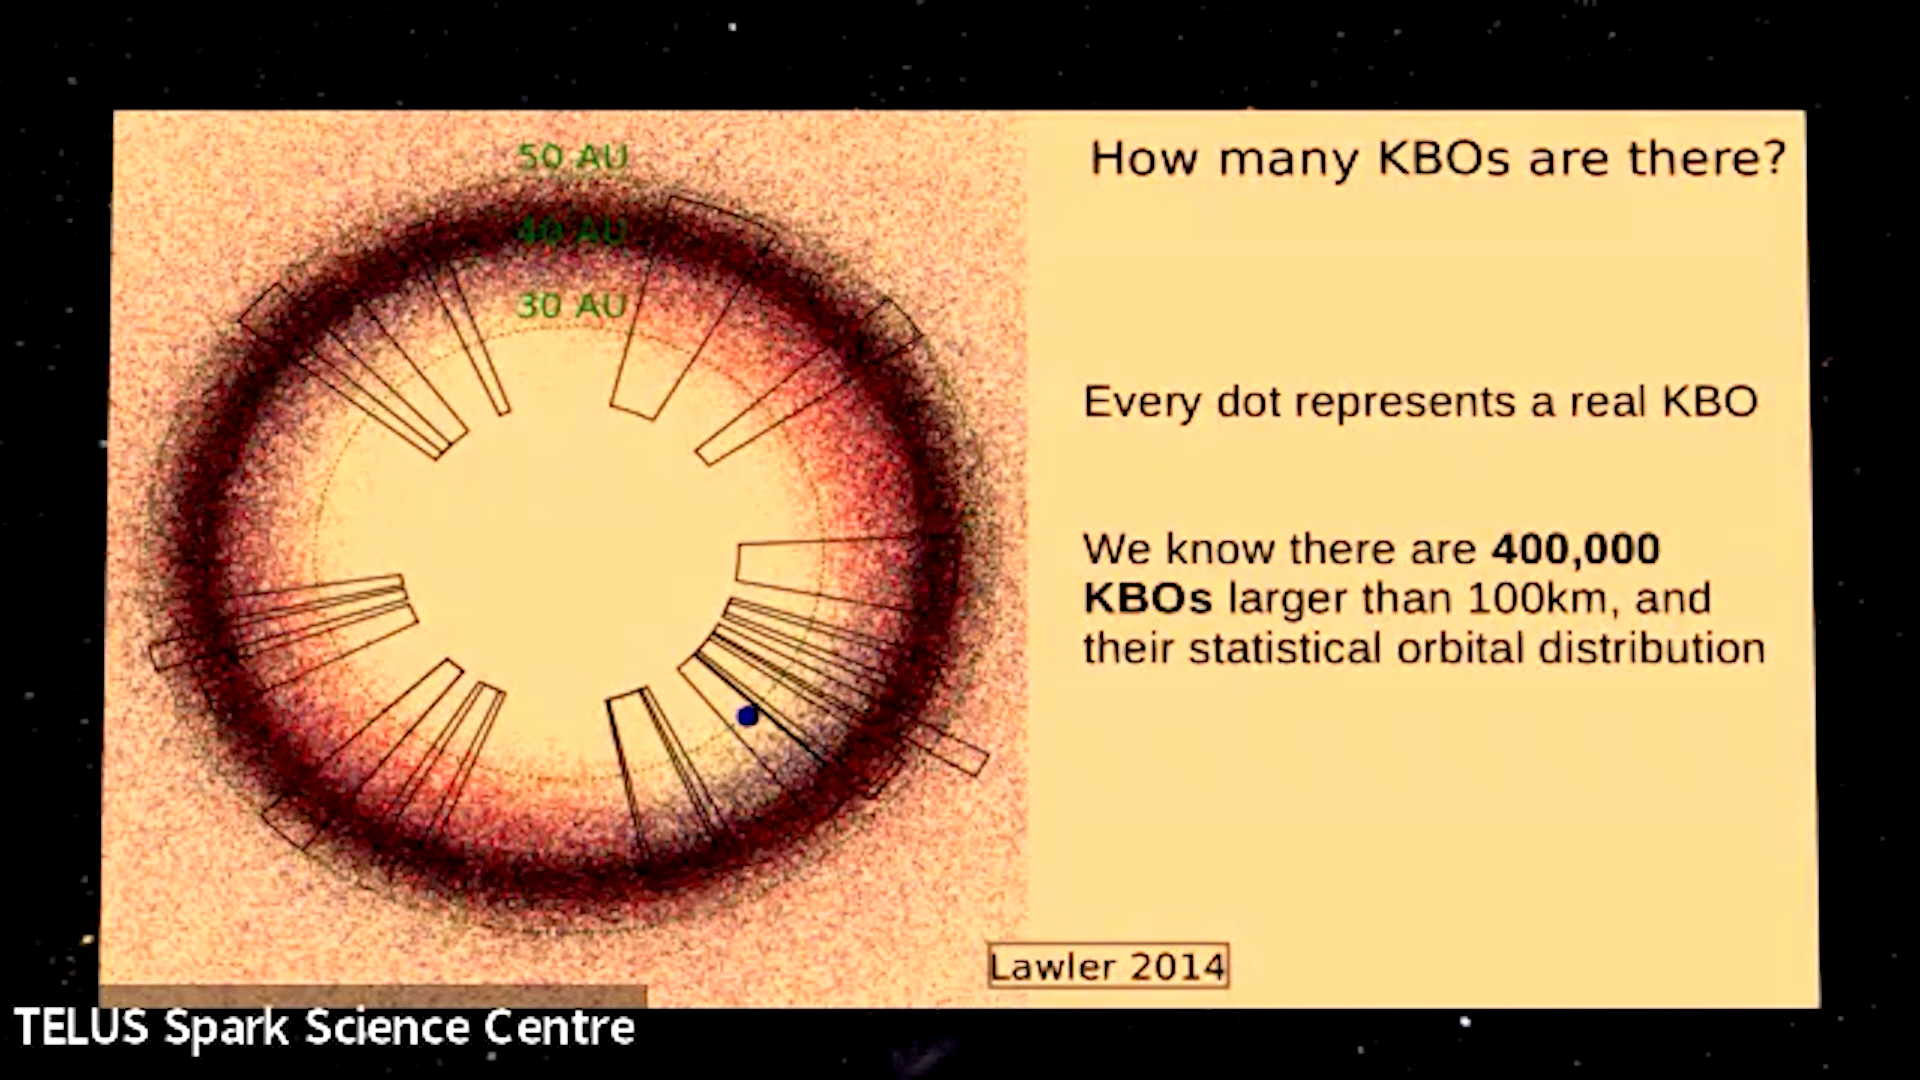 How many KBOs are there?
50 AU
40 AU
30 AU
Every dot represents a real KBO
We know there are 400,000
KBOs larger than 100km, and
their statistical orbital distribution
Lawler 2014
TELUS Spark Science Centre